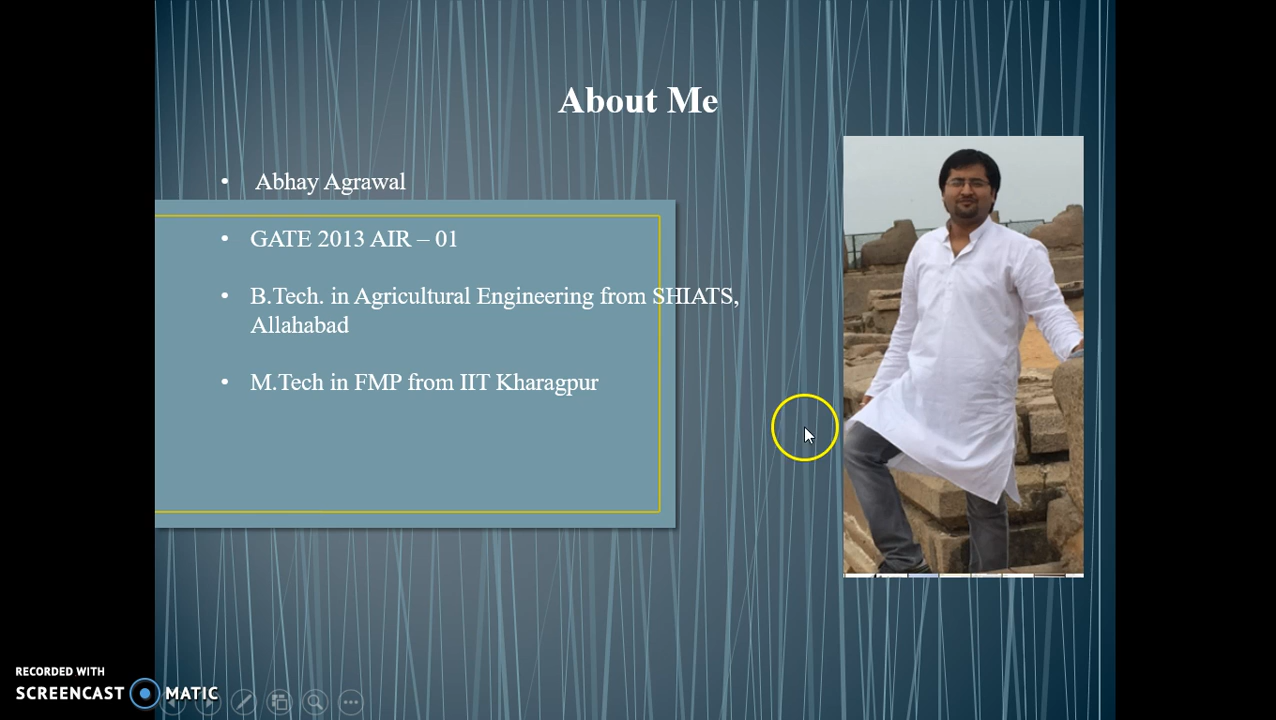 About Me
• Abhay Agrawal
• GATE 2013 AIR – 01
• B.Tech. in Agricultural Engineering from SHIATS,
Allahabad
• M.Tech in FMP from IIT Kharagpur
RECORDED WITH
SCREENCAST MATIC